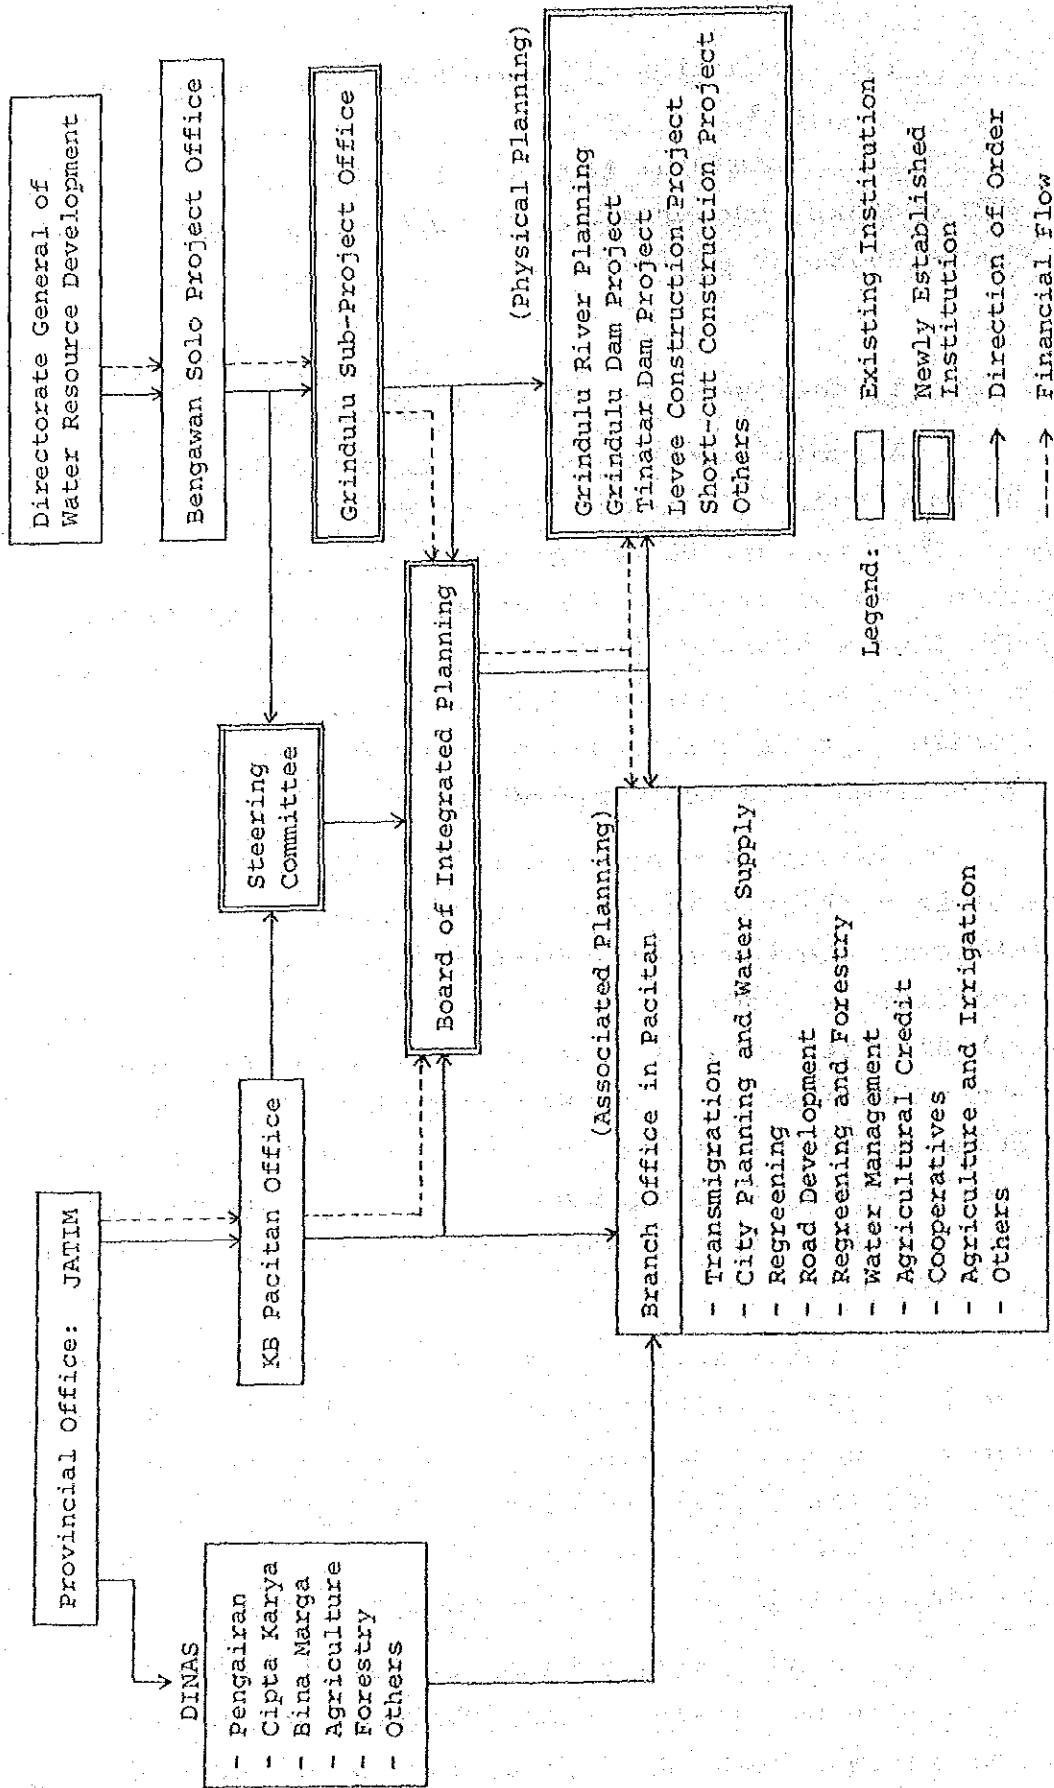 Provincial Office: JATIM
Directorate General of
Water Resource Development
Bengawan Solo Project Office
DINAS
- Pengairan
- Cipta Karya
- Bina Marga
- Agriculture
- Forestry
- Others
KB Pacitan Office
Steering
Committee
Grindulu Sub-Project Office
Board of Integrated Planning
(Associated Planning)
Branch Office in Pacitan
- Transmigration
- City Planning and Water Supply
- Regreening
- Road Development
- Regreening and Forestry
- Water Management
- Agricultural Credit
- Cooperatives
- Agriculture and Irrigation
- Others
(Physical Planning)
Grindulu River Planning
Grindulu Dam Project
Tinatar Dam Project
Levee Construction Project
Short-cut Construction Project
Others
Legend:
Existing Institution
Newly Established
Institution
Direction of Order
Financial Flow